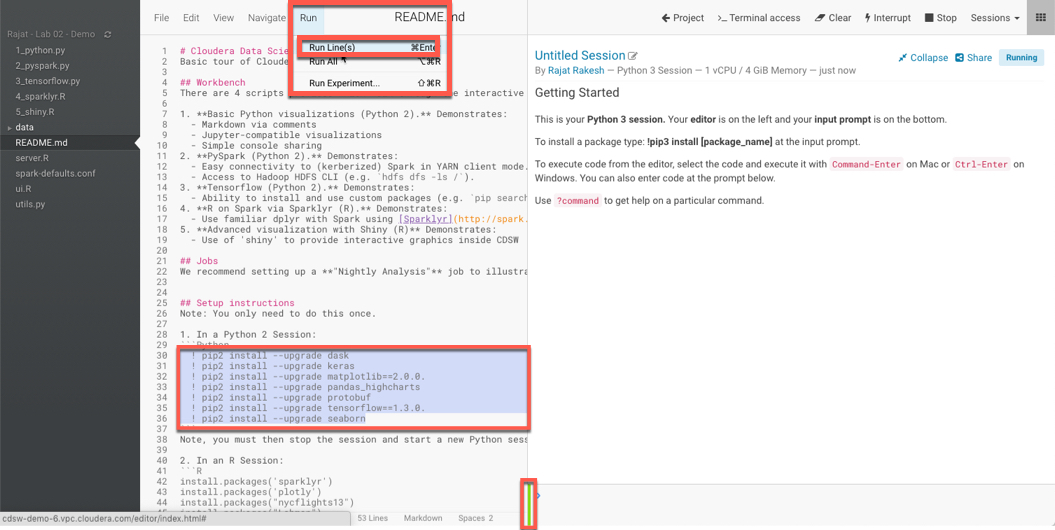 File Edit View Navigate Run README.md
Project >_ Terminal access Clear Interrupt Stop Sessions
Rajat - Lab 02 - Demo
1_python.py
2_pyspark.py
3_tensorflow.py
4_sparklyr.R
5_shiny.R
data
README.md
server.R
spark-defaults.conf
ui.R
utils.py
Run Line(s) ⌘Ente
Run All ⌥⌘R
Run Experiment... ⇧⌘R
1 # Cloudera Data Scie
2 Basic tour of Cloude
3
4 ## Workbench
5 There are 4 scripts interactive
6
7 1. **Basic Python visualizations (Python 2).** Demonstrates:
8 - Markdown via comments
9 - Jupyter-compatible visualizations
10 - Simple console sharing
11 2. **PySpark (Python 2).** Demonstrates:
12 - Easy connectivity to (kerberized) Spark in YARN client mode.
13 - Access to Hadoop HDFS CLI (e.g. `hdfs dfs -ls /`).
14 3. **Tensorflow (Python 2).** Demonstrates:
15 - Ability to install and use custom packages (e.g. `pip search
16 4. **R on Spark via Sparklyr (R).** Demonstrates:
17 - Use familiar dplyr with Spark using [Sparklyr](http://spark.
18 5. **Advanced visualization with Shiny (R)** Demonstrates:
19 - Use of 'shiny' to provide interactive graphics inside CDSW
20
21 ## Jobs
22 We recommend setting up a **"Nightly Analysis"** job to illustra
23
24
25 ## Setup instructions
26 Note: You only need to do this once.
27
28 1. In a Python 2 Session:
29 ```Python
30 ! pip2 install --upgrade dask
31 ! pip2 install --upgrade keras
32 ! pip2 install --upgrade matplotlib==2.0.0.
33 ! pip2 install --upgrade pandas_highcharts
34 ! pip2 install --upgrade protobuf
35 ! pip2 install --upgrade tensorflow==1.3.0.
36 ! pip2 install --upgrade seaborn
37
38 Note, you must then stop the session and start a new Python sess
39
40 2. In an R Session:
41 ```R
42 install.packages('sparklyr')
43 install.packages('plotly')
44 install.packages("nycflights13")
cdsw-demo-6.vpc.cloudera.com/editor/index.html# 53 Lines Markdown Spaces 2
Untitled Session Collapse Share Running
By Rajat Rakesh — Python 3 Session — 1 vCPU / 4 GiB Memory — just now
Getting Started
This is your Python 3 session. Your editor is on the left and your input prompt is on the bottom.
To install a package type: !pip3 install [package_name] at the input prompt.
To execute code from the editor, select the code and execute it with Command-Enter on Mac or Ctrl-Enter on
Windows. You can also enter code at the prompt below.
Use ?command to get help on a particular command.